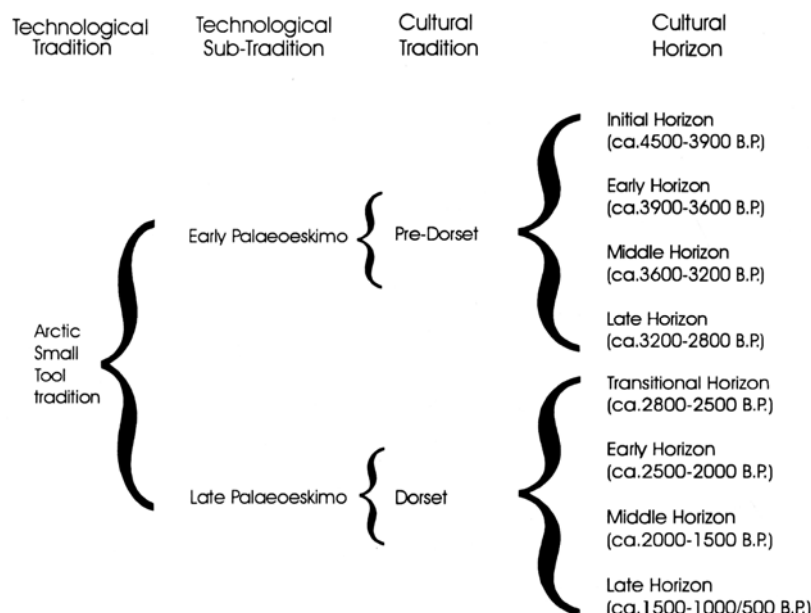 Technological
Tradition
Technological
Sub-Tradition
Cultural
Tradition
Cultural
Horizon
Arctic
Small
Tool
tradition
Early Palaeoeskimo
Pre-Dorset
Initial Horizon
(ca.4500-3900 B.P.)
Early Horizon
(ca.3900-3600 B.P.)
Middle Horizon
(ca.3600-3200 B.P.)
Late Horizon
(ca.3200-2800 B.P.)
Late Palaeoeskimo
Dorset
Transitional Horizon
(ca.2800-2500 B.P.)
Early Horizon
(ca.2500-2000 B.P.)
Middle Horizon
(ca.2000-1500 B.P.)
Late Horizon
(ca.1500-1000/500 B.P.)